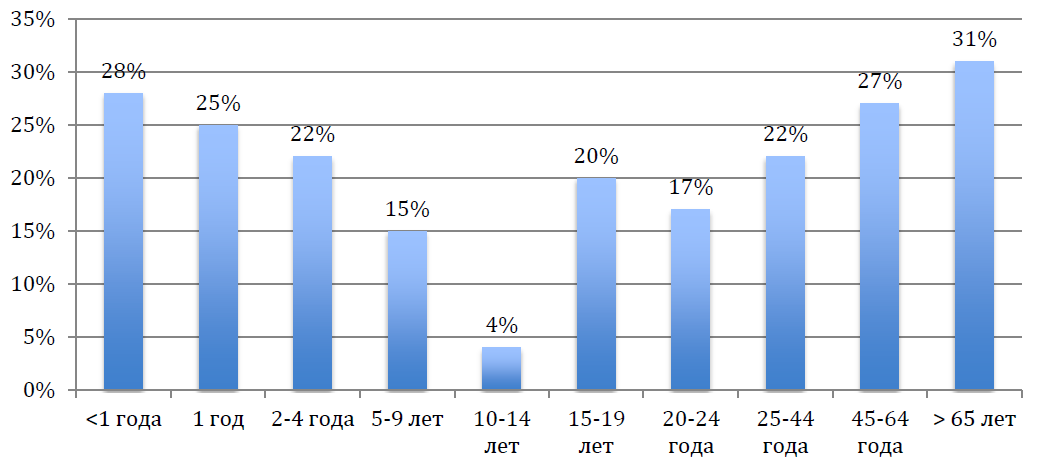 35%
30%
25%
20%
15%
10%
5%
0%
28%
25%
22%
15%
4%
20%
17%
22%
27%
31%
<1 года
1 год
2-4 года
5-9 лет
10-14
лет
15-19
лет
20-24
года
25-44
года
45-64
года
> 65 лет